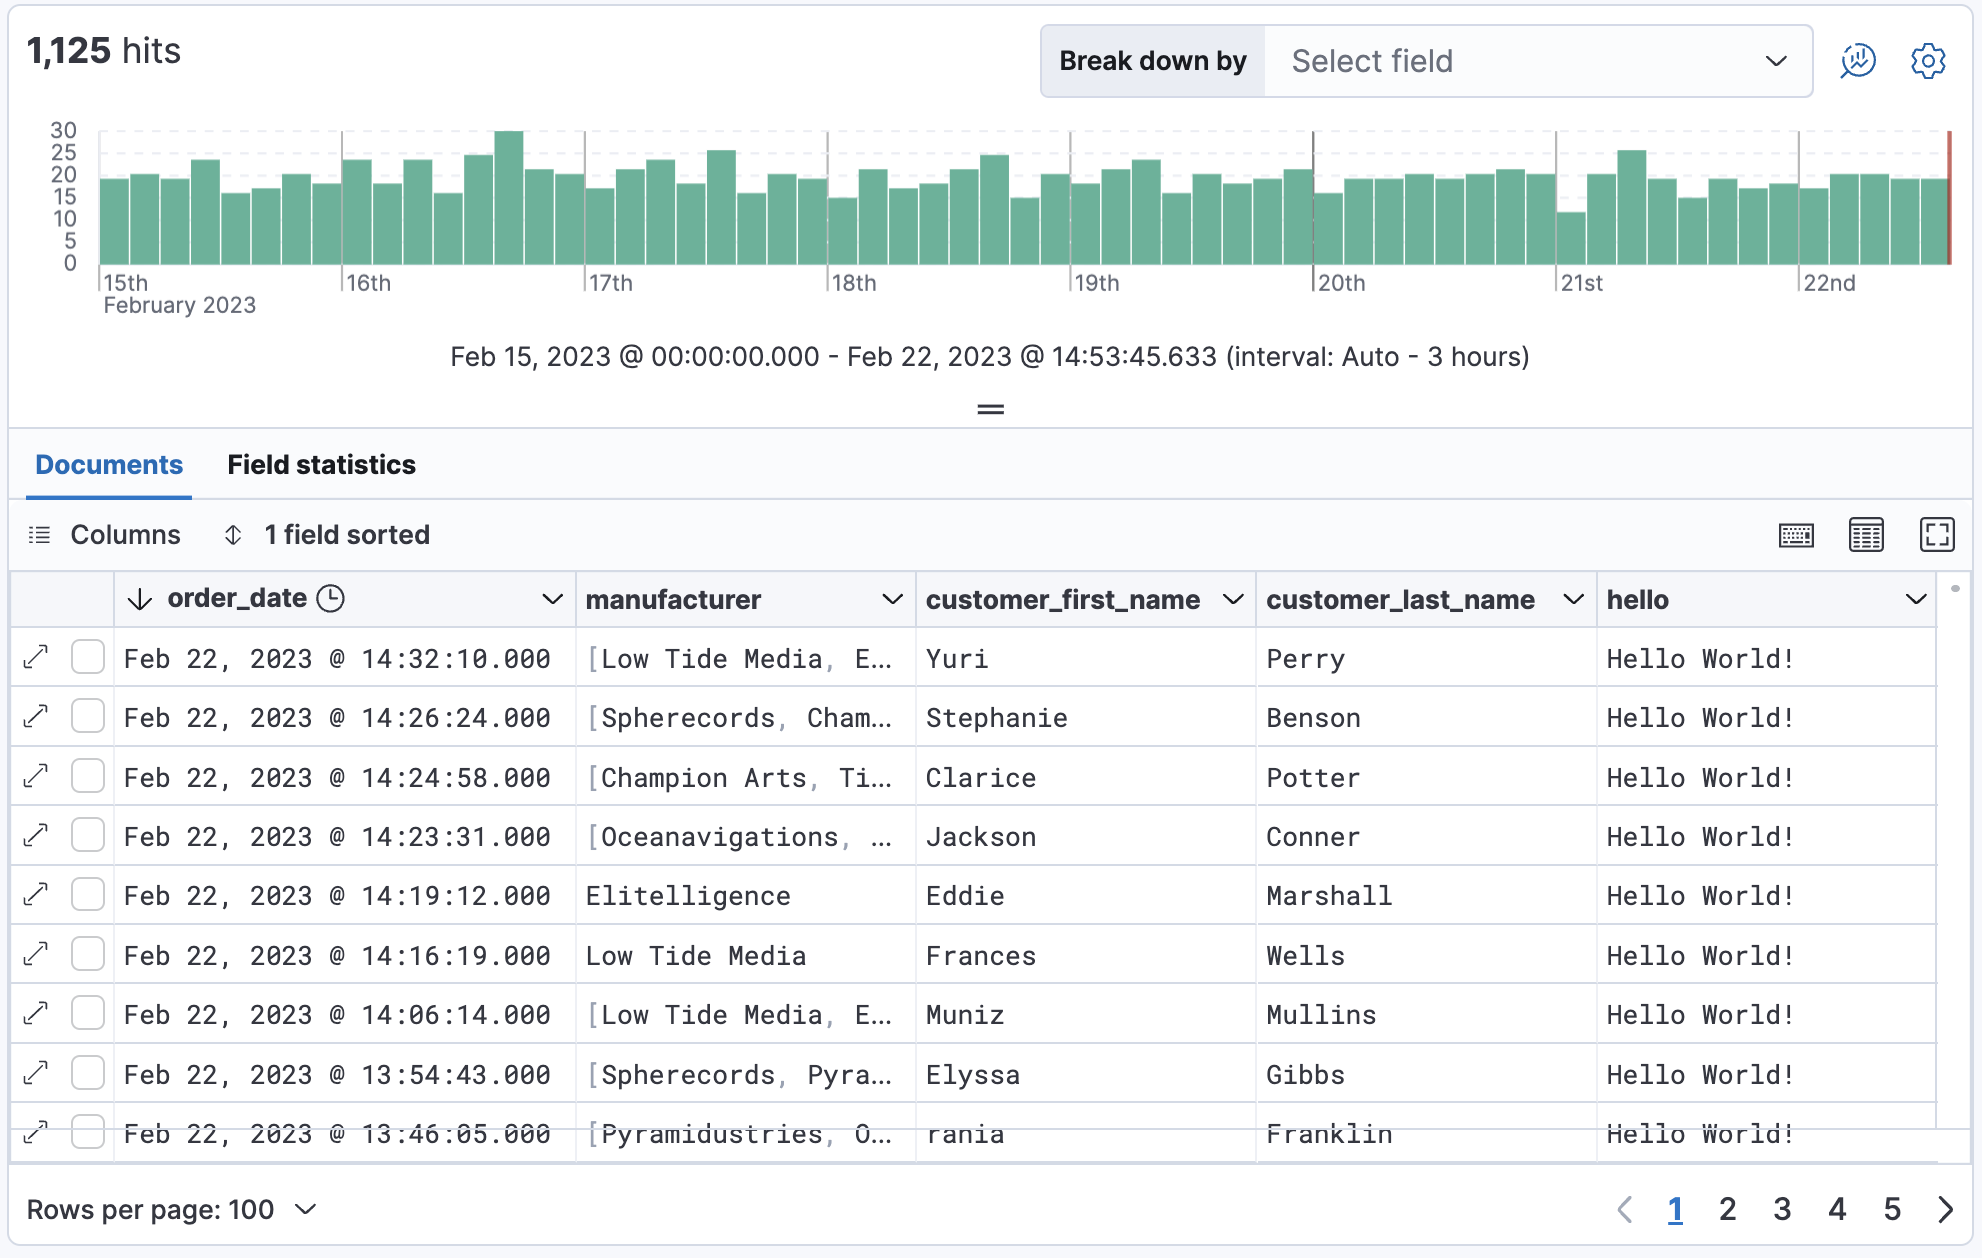 1,125 hits
Break down by Select field
30
25
20
15
10
5
0
15th 16th 17th 18th 19th 20th 21st 22nd
February 2023
Feb 15, 2023 @ 00:00:00.000 - Feb 22, 2023 @ 14:53:45.633 (interval: Auto - 3 hours)
Documents Field statistics
Columns 1 field sorted
order_date manufacturer customer_first_name customer_last_name hello
Feb 22, 2023 @ 14:32:10.000 [Low Tide Media, E... Yuri Perry Hello World!
Feb 22, 2023 @ 14:26:24.000 [Spherecords, Cham... Stephanie Benson Hello World!
Feb 22, 2023 @ 14:24:58.000 [Champion Arts, Ti... Clarice Potter Hello World!
Feb 22, 2023 @ 14:23:31.000 [Oceanavigations, ... Jackson Conner Hello World!
Feb 22, 2023 @ 14:19:12.000 Elitelligence Eddie Marshall Hello World!
Feb 22, 2023 @ 14:16:19.000 Low Tide Media Frances Wells Hello World!
Feb 22, 2023 @ 14:06:14.000 [Low Tide Media, E... Muniz Mullins Hello World!
Feb 22, 2023 @ 13:54:43.000 [Spherecords, Pyra... Elyssa Gibbs Hello World!
Feb 22, 2023 @ 13:46:05.000 [Pyramidustries, O... rania Franklin Hello World!
Rows per page: 100 1 2 3 4 5